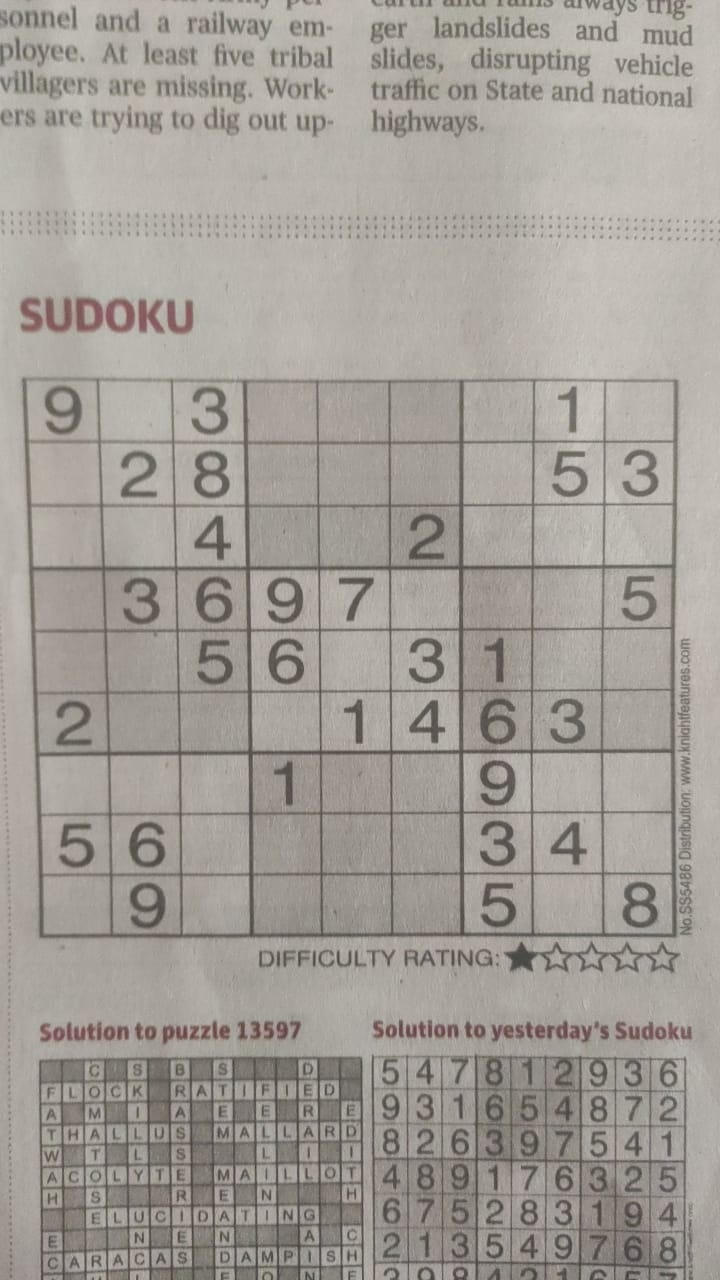 sonnel and a railway em-
ployee. At least five tribal
villagers are missing. Work-
ers are trying to dig out up-
ger landslides and mud
slides, disrupting vehicle
traffic on State and national
highways.
SUDOKU
9 3 1
2 8 5 3
4 2
3 6 9 7 5
5 6 3 1
2 1 4 6 3
1 9
5 6 3 4
9 5 8
No.SS5486 Distribution: www.knightfeatures.com
DIFFICULTY RATING:
Solution to puzzle 13597
C S B S D
FLOCK RATIFIED
A M I A E E R E
THALLUS MALLARD
W T L S L I I
ACOLYTE MAILLOT
H S R E N H
ELUCIDATING
E N E N A C
CARACAS DAMPISH
Solution to yesterday's Sudoku
5 4 7 8 1 2 9 3 6
9 3 1 6 5 4 8 7 2
8 2 6 3 9 7 5 4 1
4 8 9 1 7 6 3 2 5
6 7 5 2 8 3 1 9 4
2 1 3 5 4 9 7 6 8